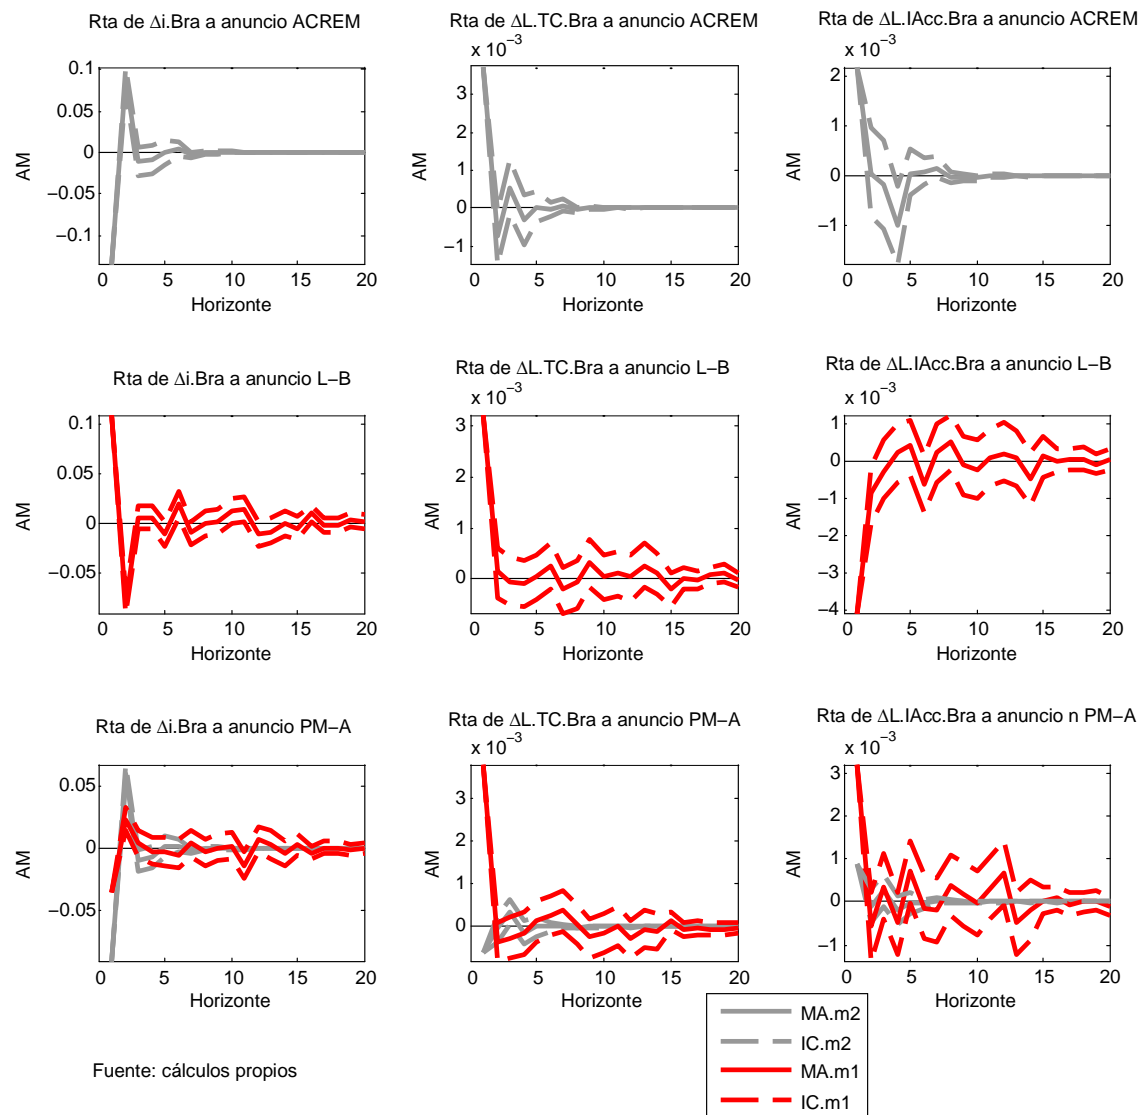 Rta de Δi.Bra a anuncio ACREM
Rta de ΔL.TC.Bra a anuncio ACREM
Rta de ΔL.IAcc.Bra a anuncio ACREM
x 10⁻³
x 10⁻³
0.1
0.05
0
−0.05
−0.1
AM
0 5 10 15 20
Horizonte
3
2
1
0
−1
AM
0 5 10 15 20
Horizonte
2
1
0
−1
AM
0 5 10 15 20
Horizonte
Rta de Δi.Bra a anuncio L−B
Rta de ΔL.TC.Bra a anuncio L−B
Rta de ΔL.IAcc.Bra a anuncio L−B
x 10⁻³
x 10⁻³
0.1
0.05
0
−0.05
AM
0 5 10 15 20
Horizonte
3
2
1
0
AM
0 5 10 15 20
Horizonte
1
0
−1
−2
−3
−4
AM
0 5 10 15 20
Horizonte
Rta de Δi.Bra a anuncio PM−A
Rta de ΔL.TC.Bra a anuncio PM−A
Rta de ΔL.IAcc.Bra a anuncio n PM−A
x 10⁻³
x 10⁻³
0.05
0
−0.05
AM
0 5 10 15 20
Horizonte
3
2
1
0
AM
0 5 10 15 20
Horizonte
3
2
1
0
−1
AM
0 5 10 15 20
Horizonte
MA.m2
IC.m2
MA.m1
IC.m1
Fuente: cálculos propios